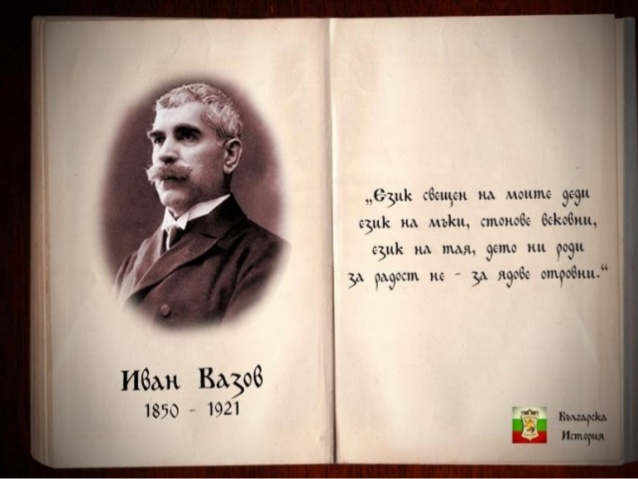 Иван Вазов
1850 - 1921
„Език свещен на моите деди
език на мъки, стонове вековни,
език на тая, дето ни роди
за радост не - за ядове отровни.“
Българска
История